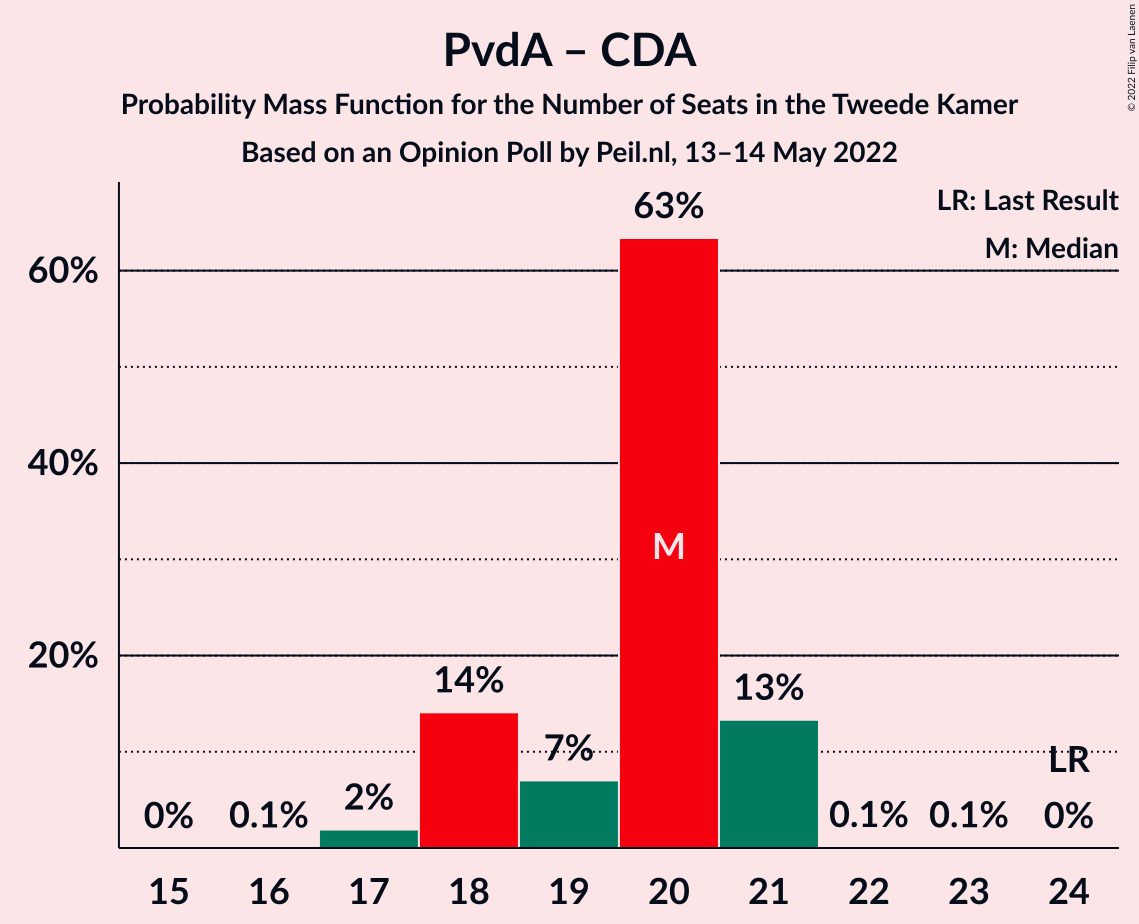 PvdA – CDA
Probability Mass Function for the Number of Seats in the Tweede Kamer
Based on an Opinion Poll by Peil.nl, 13–14 May 2022
© 2022 Filip van Laenen
LR: Last Result
M: Median
60%
40%
20%
0%
0.1%
2%
14%
7%
63%
M
13%
0.1%
0.1%
LR
0%
15 16 17 18 19 20 21 22 23 24